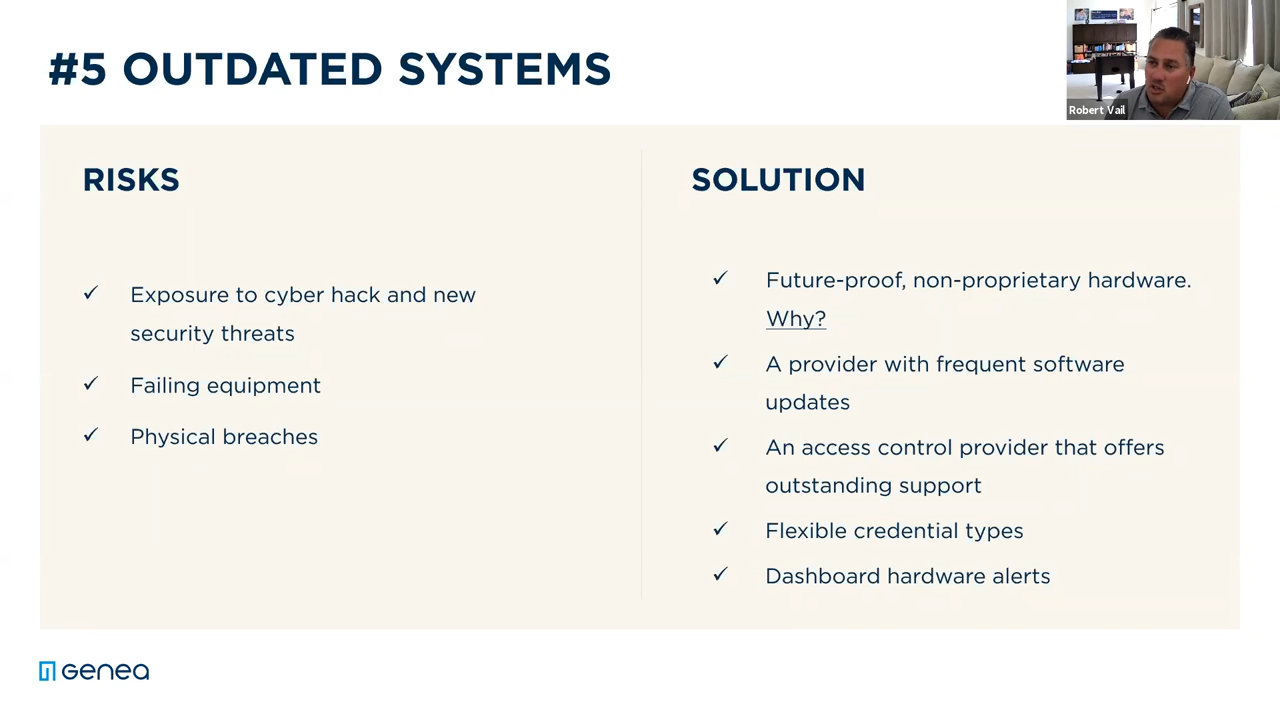 #5 OUTDATED SYSTEMS
Robert Vail
RISKS
Exposure to cyber hack and new
security threats
Failing equipment
Physical breaches
SOLUTION
Future-proof, non-proprietary hardware.
Why?
A provider with frequent software
updates
An access control provider that offers
outstanding support
Flexible credential types
Dashboard hardware alerts
Genea